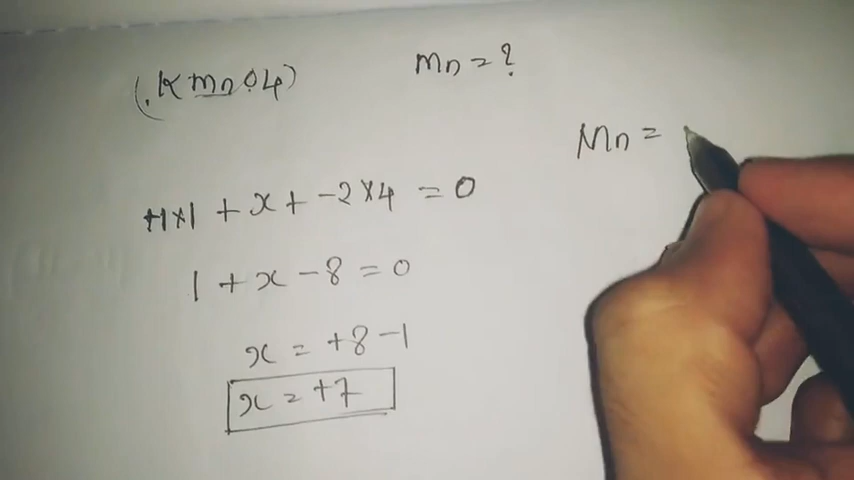 (.KMnO4) Mn = ?
Mn =
+1×1 + x + -2×4 = 0
1 + x - 8 = 0
x = +8-1
x = +7